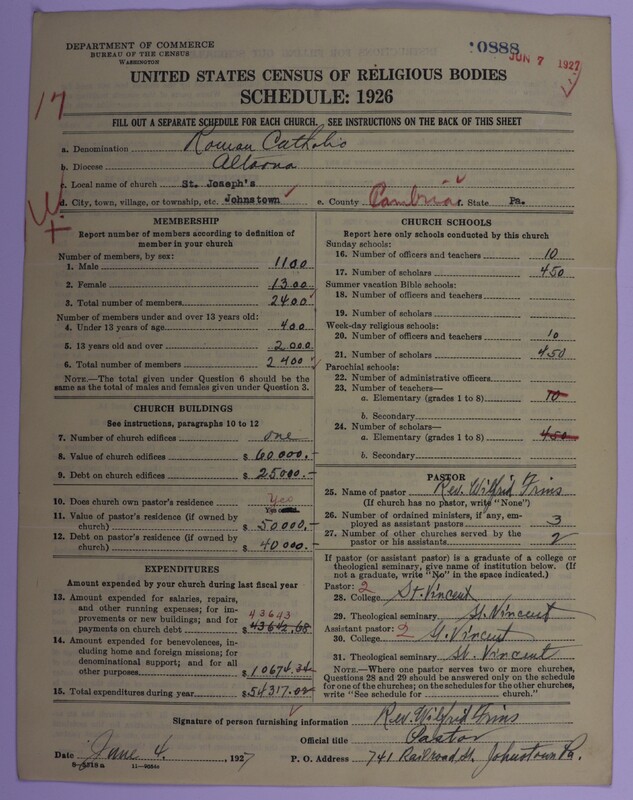 DEPARTMENT OF COMMERCE
BUREAU OF THE CENSUS
WASHINGTON
10888
JUN 7 1927
17
UNITED STATES CENSUS OF RELIGIOUS BODIES
SCHEDULE: 1926
FILL OUT A SEPARATE SCHEDULE FOR EACH CHURCH. SEE INSTRUCTIONS ON THE BACK OF THIS SHEET
a. Denomination Roman Catholic
b. Diocese Altoona
c. Local name of church St. Joseph's
d. City, town, village, or township, etc. Johnstown e. County Cambria f. State Pa.
MEMBERSHIP
Report number of members according to definition of
member in your church
Number of members, by sex:
1. Male 1100
2. Female 1300
3. Total number of members 2400
Number of members under and over 13 years old:
4. Under 13 years of age 400
5. 13 years old and over 2000
6. Total number of members 2400
NOTE.—The total given under Question 6 should be
the same as the total of males and females given under Question 3.
CHURCH BUILDINGS
See instructions, paragraphs 10 to 12
7. Number of church edifices one
8. Value of church edifices $ 60000.-
9. Debt on church edifices $ 25000.-
10. Does church own pastor's residence Yes
11. Value of pastor's residence (if owned by
church) $ 50000.-
12. Debt on pastor's residence (if owned by
church) $ 40000.-
EXPENDITURES
Amount expended by your church during last fiscal year
13. Amount expended for salaries, repairs,
and other running expenses; for im-
provements or new buildings; and for 43643
payments on church debt $ 43642.68
14. Amount expended for benevolences, in-
cluding home and foreign missions; for
denominational support; and for all
other purposes $ 10674.34
15. Total expenditures during year $ 54317.02
CHURCH SCHOOLS
Report here only schools conducted by this church
Sunday schools:
16. Number of officers and teachers 10
17. Number of scholars 450
Summer vacation Bible schools:
18. Number of officers and teachers
19. Number of scholars
Week-day religious schools:
20. Number of officers and teachers 10
21. Number of scholars 450
Parochial schools:
22. Number of administrative officers
23. Number of teachers—
a. Elementary (grades 1 to 8) 10
b. Secondary
24. Number of scholars—
a. Elementary (grades 1 to 8) 450
b. Secondary
PASTOR
25. Name of pastor Rev. Wilfrid Frins
(If church has no pastor, write "None")
26. Number of ordained ministers, if any, em-
ployed as assistant pastors 3
27. Number of other churches served by the
pastor or his assistants 2
If pastor (or assistant pastor) is a graduate of a college or
theological seminary, give name of institution below. (If
not a graduate, write "No" in the space indicated.)
Pastor: 2
28. College St. Vincent
29. Theological seminary St. Vincent
Assistant pastor: 2
30. College St. Vincent
31. Theological seminary St. Vincent
NOTE.—Where one pastor serves two or more churches,
Questions 28 and 29 should be answered only on the schedule
for one of the churches; on the schedules for the other churches,
write "See schedule for church."
Signature of person furnishing information Rev. Wilfrid Frins
Official title Pastor
Date June 4. 1927 P. O. Address 741 Railroad St. Johnstown Pa.